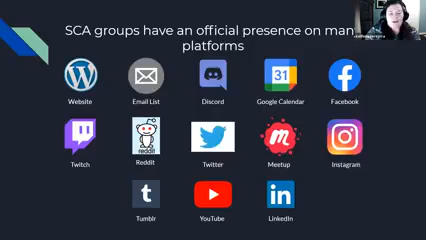 SCA groups have an official presence on man
platforms
31
Website
Email List
Discord
Google Calendar
Facebook
reddit
Twitch
Reddit
Twitter
Meetup
Instagram
Tumblr
YouTube
LinkedIn